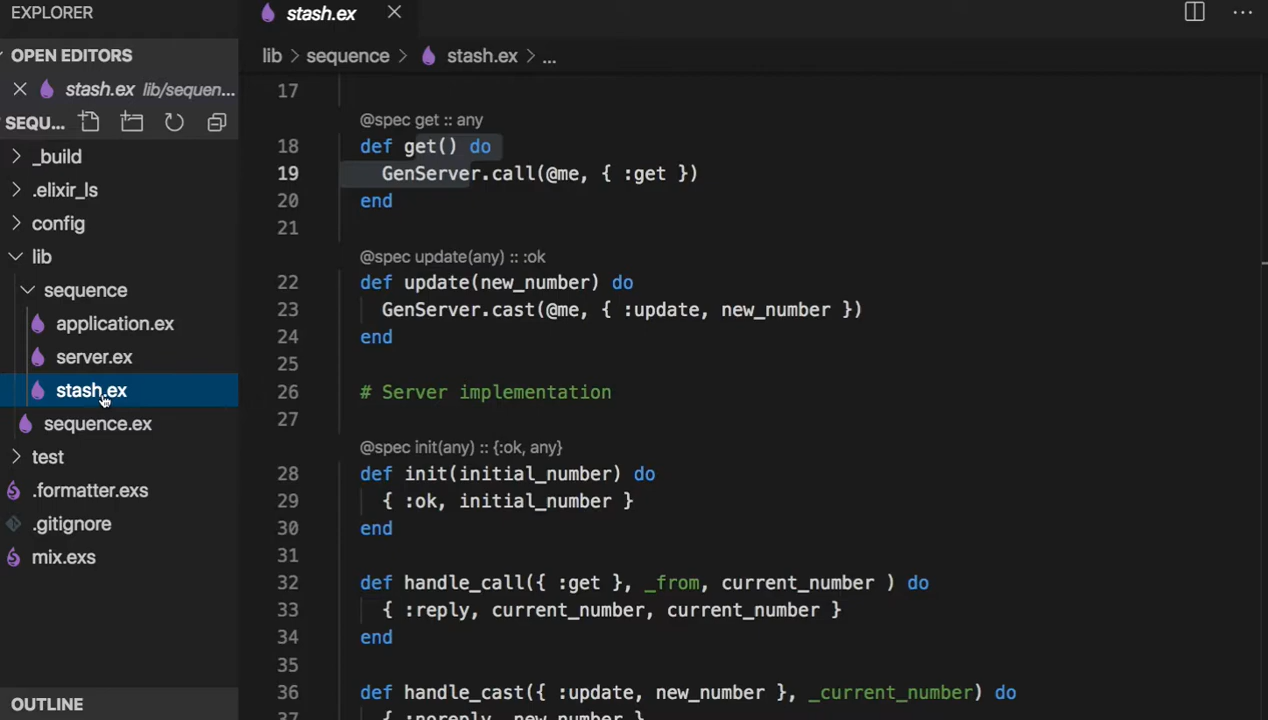 EXPLORER
OPEN EDITORS
stash.ex lib/sequen...
SEQU...
_build
.elixir_ls
config
lib
sequence
application.ex
server.ex
stash.ex
sequence.ex
test
.formatter.exs
.gitignore
mix.exs
OUTLINE
stash.ex
lib > sequence > stash.ex > ...
17
@spec get :: any
18 def get() do
19 GenServer.call(@me, { :get })
20 end
21
@spec update(any) :: :ok
22 def update(new_number) do
23 GenServer.cast(@me, { :update, new_number })
24 end
25
26 # Server implementation
27
@spec init(any) :: {:ok, any}
28 def init(initial_number) do
29 { :ok, initial_number }
30 end
31
32 def handle_call({ :get }, _from, current_number ) do
33 { :reply, current_number, current_number }
34 end
35
36 def handle_cast({ :update, new_number }, _current_number) do
37 { :noreply, new_number }